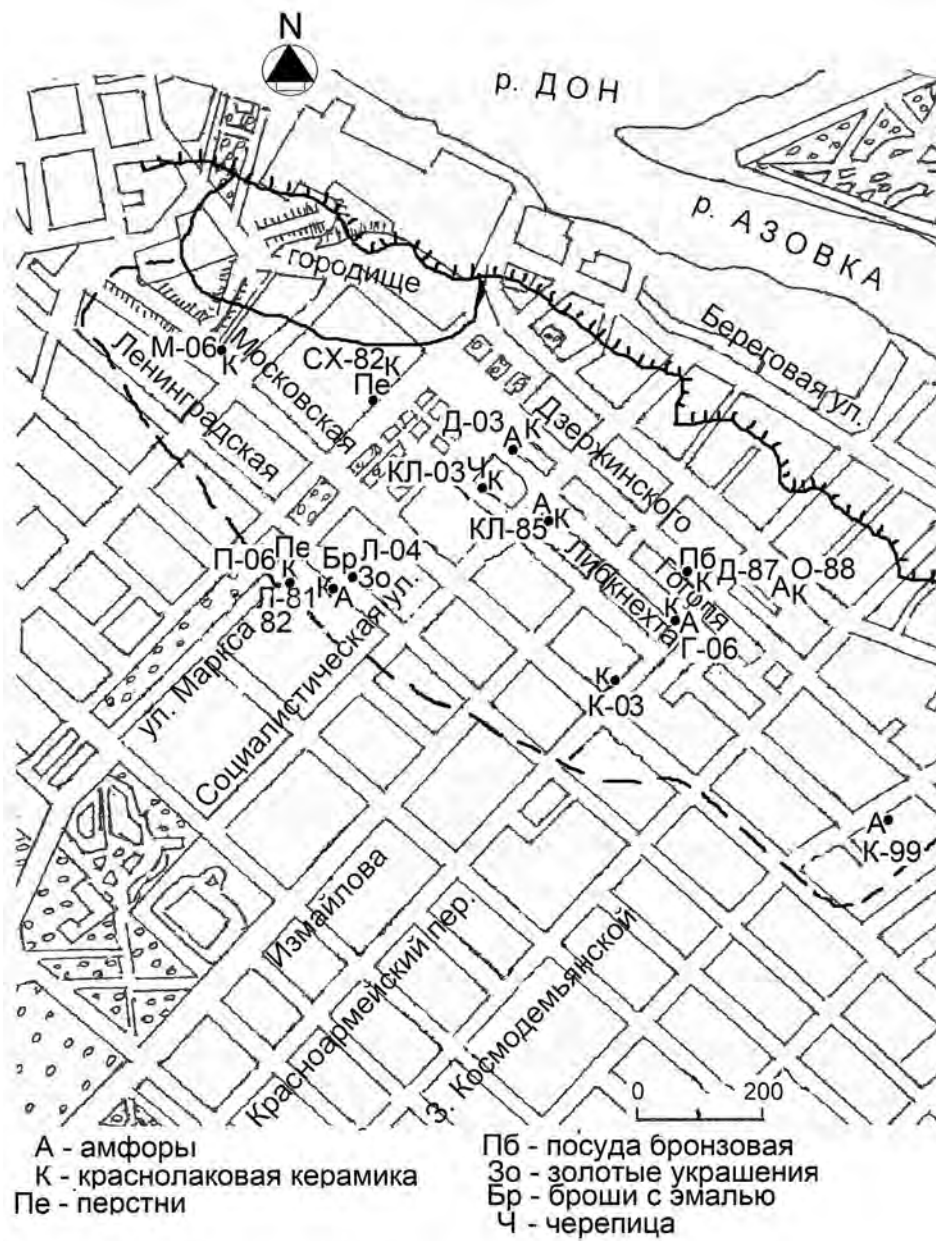 N
р. ДОН
р. АЗОВКА
городище
Береговая ул.
М-06
К
Московская
Ленинградская
СХ-82
К
Пе
Дзержинского
Д-03
А К
КЛ-03
Ч
К
КЛ-85
А
К
Либкнехта
Гоголя
Пб
К
Д-87
О-88
А
К
К
А
Г-06
П-06
Пе
К
Л-81
82
Бр
Л-04
Зо
К
А
ул. Маркса
Социалистическая ул.
К
К-03
А
К-99
Измайлова
Красноармейский пер.
З. Космодемьянской
0 200
А - амфоры
К - краснолаковая керамика
Пе - перстни
Пб - посуда бронзовая
Зо - золотые украшения
Бр - броши с эмалью
Ч - черепица